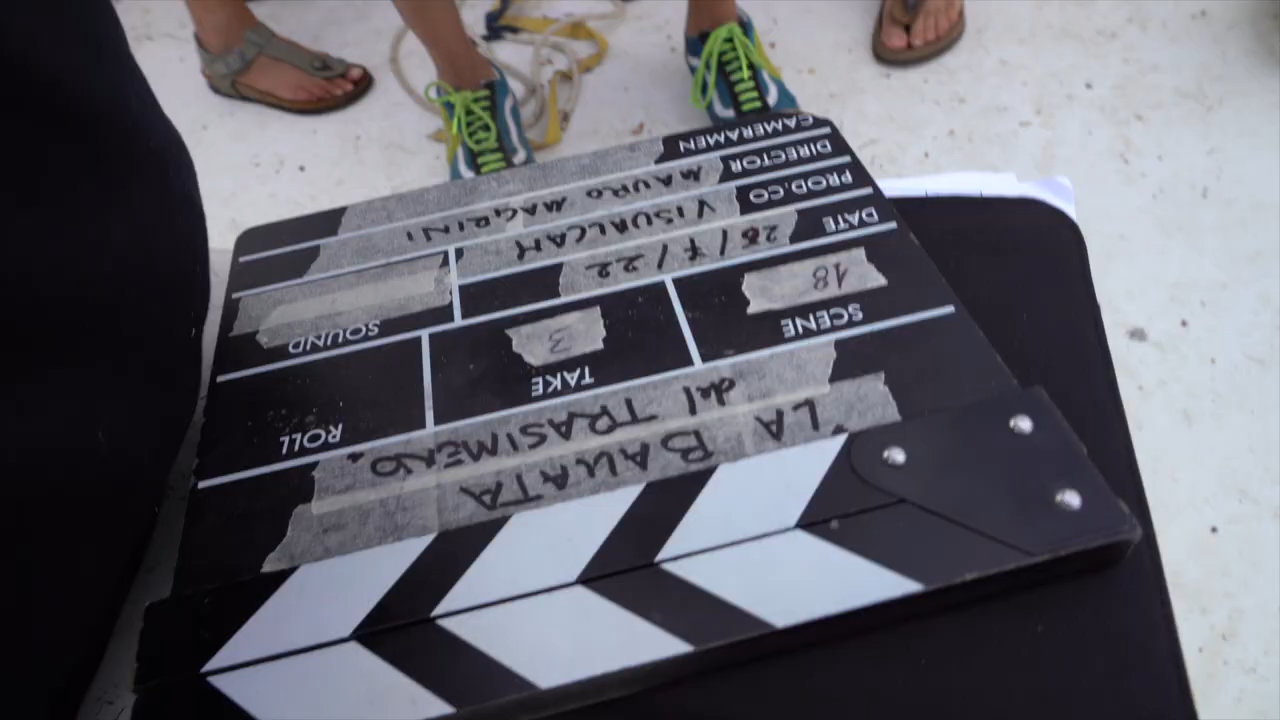 "LA BALLATA
del TRASIMENO"
ROLL
TAKE
3
SCENE
18
SOUND
DATE
26/7/22
PROD.CO
VISUALCAM
DIRECTOR
MAURO MAGRINI
CAMERAMEN